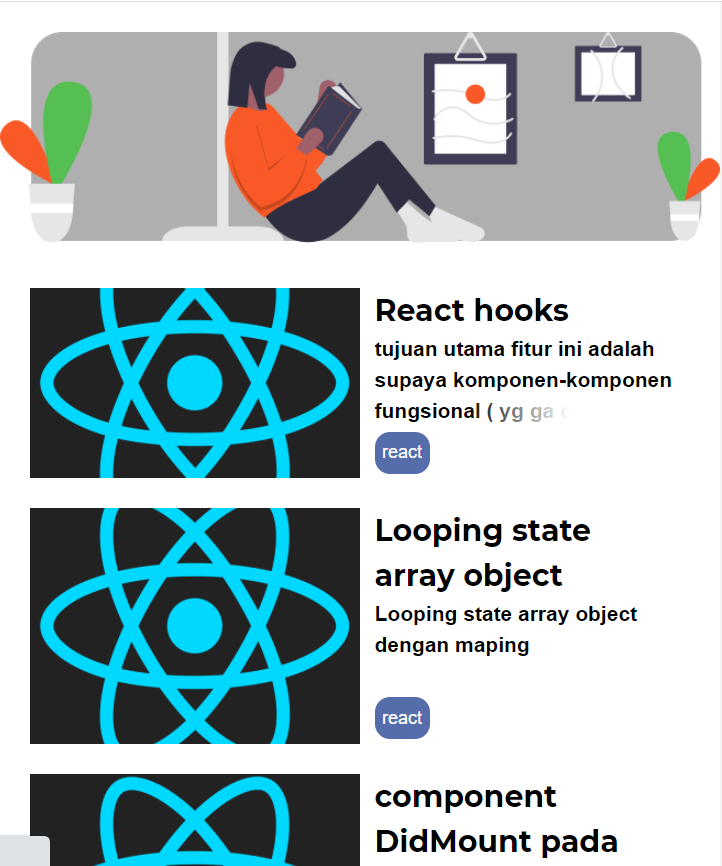 React hooks
tujuan utama fitur ini adalah
supaya komponen-komponen
fungsional ( yg ga
react
Looping state
array object
Looping state array object
dengan maping
react
component
DidMount pada